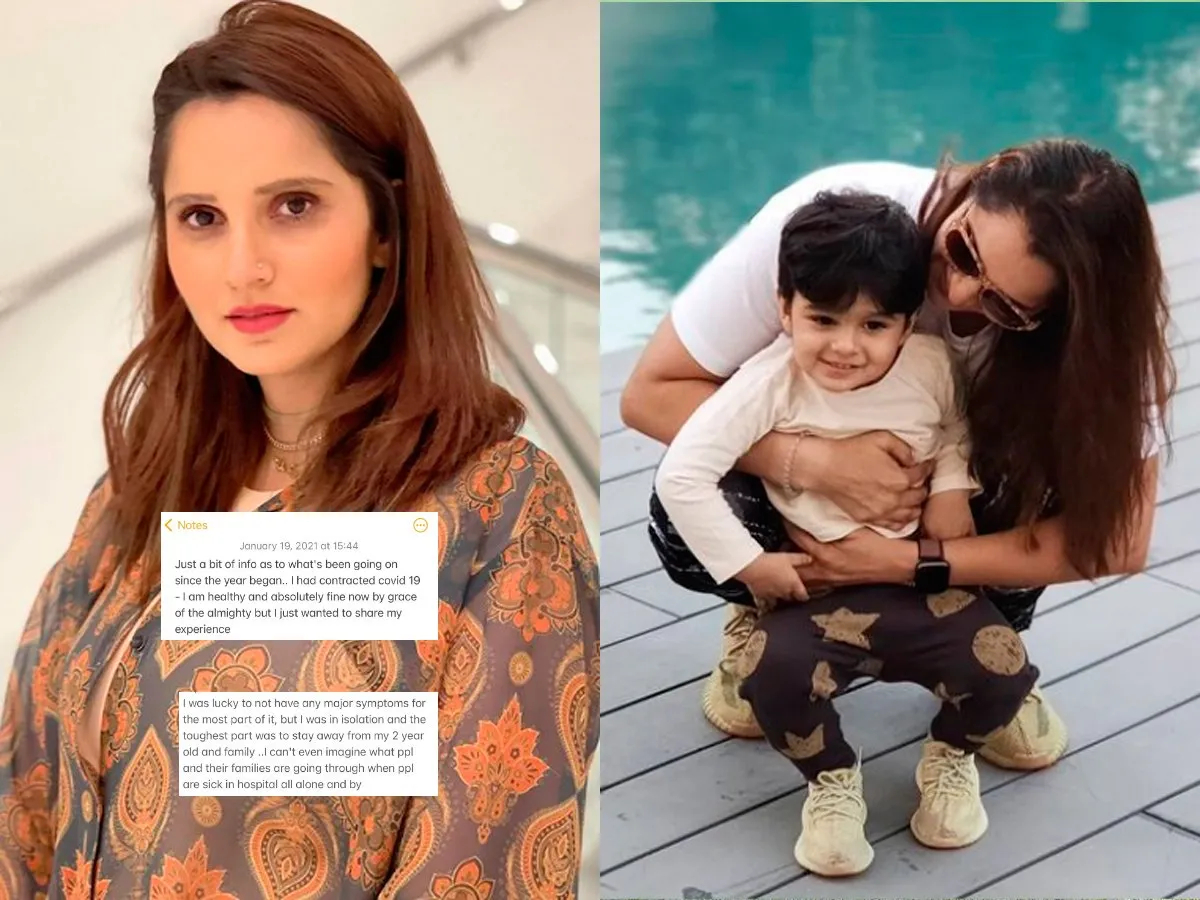 Notes
January 19, 2021 at 15:44
Just a bit of info as to what's been going on
since the year began.. I had contracted covid 19
- I am healthy and absolutely fine now by grace
of the almighty but I just wanted to share my
experience
I was lucky to not have any major symptoms for
the most part of it, but I was in isolation and the
toughest part was to stay away from my 2 year
old and family ..I can't even imagine what ppl
and their families are going through when ppl
are sick in hospital all alone and by